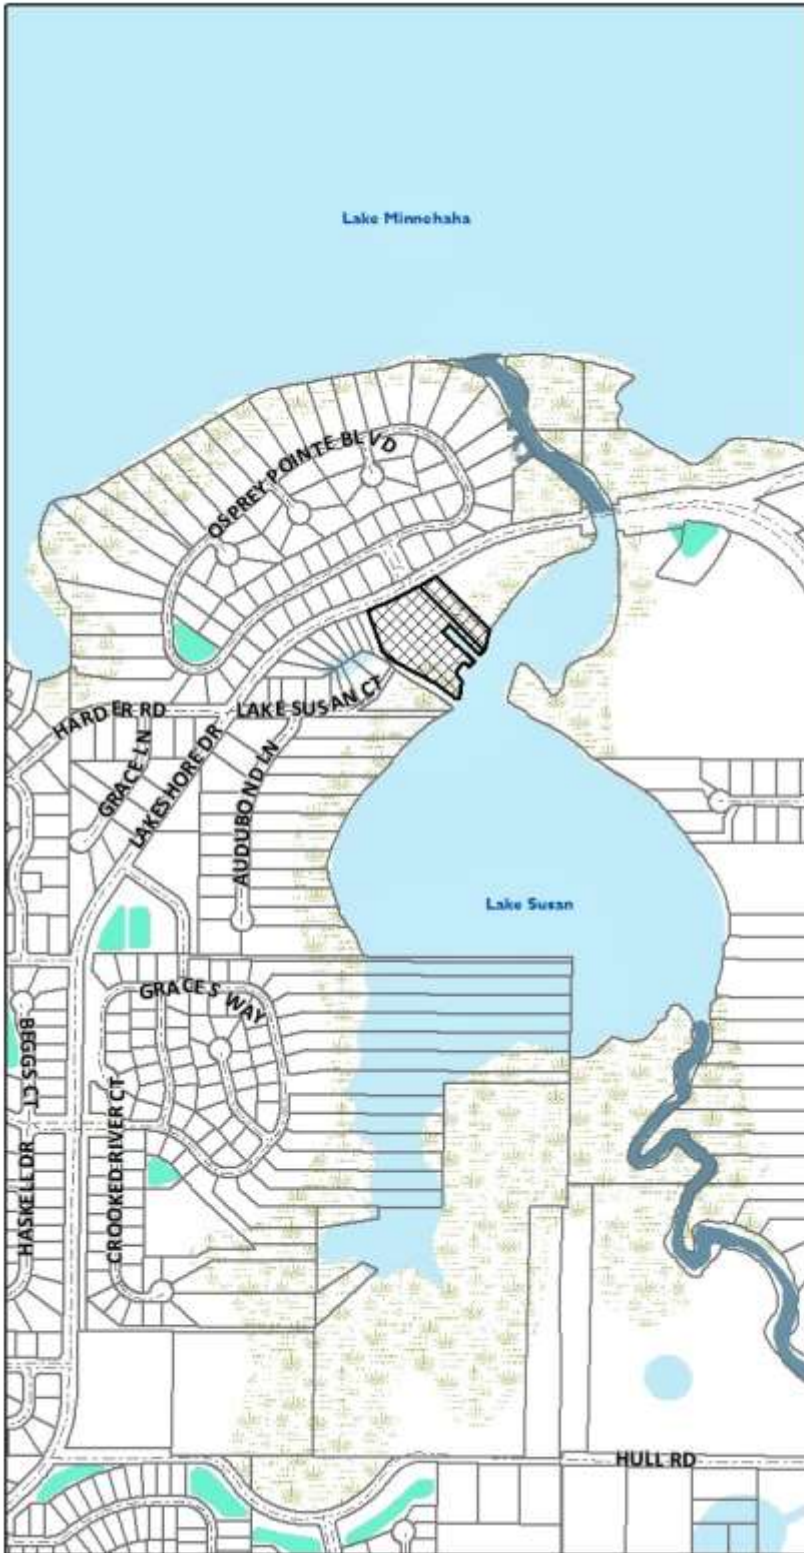 Lake Minnehaha
OSPREY POINTE BLVD
HARDER RD
LAKE SUSAN CT
GRACE LN
LAKESHORE DR
AUDUBOND LN
Lake Susan
GRACES WAY
BEGGS CT
HASKELL DR
CROOKED RIVER CT
HULL RD